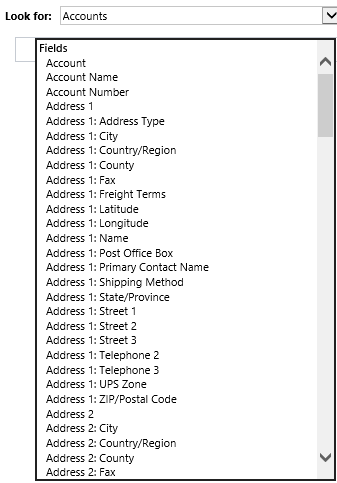 Look for: Accounts
Fields
Account
Account Name
Account Number
Address 1
Address 1: Address Type
Address 1: City
Address 1: Country/Region
Address 1: County
Address 1: Fax
Address 1: Freight Terms
Address 1: Latitude
Address 1: Longitude
Address 1: Name
Address 1: Post Office Box
Address 1: Primary Contact Name
Address 1: Shipping Method
Address 1: State/Province
Address 1: Street 1
Address 1: Street 2
Address 1: Street 3
Address 1: Telephone 2
Address 1: Telephone 3
Address 1: UPS Zone
Address 1: ZIP/Postal Code
Address 2
Address 2: City
Address 2: Country/Region
Address 2: County
Address 2: Fax